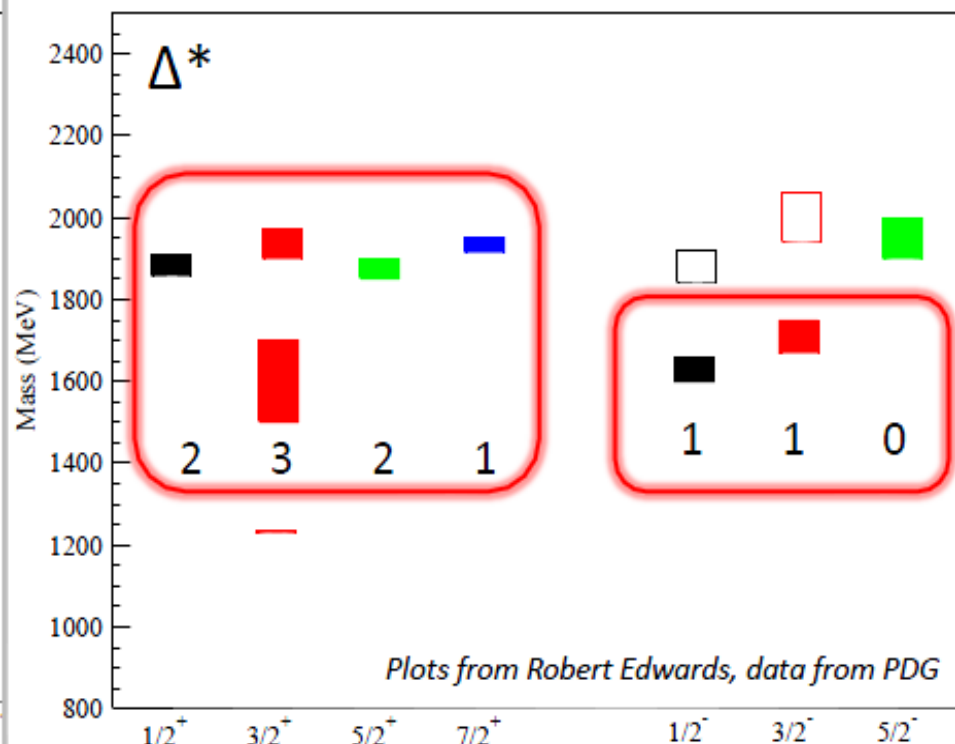 Δ*
Mass (MeV)
2400
2200
2000
1800
1600
1400
1200
1000
800
2 3 2 1
1 1 0
Plots from Robert Edwards, data from PDG
1/2⁺ 3/2⁺ 5/2⁺ 7/2⁺ 1/2⁻ 3/2⁻ 5/2⁻